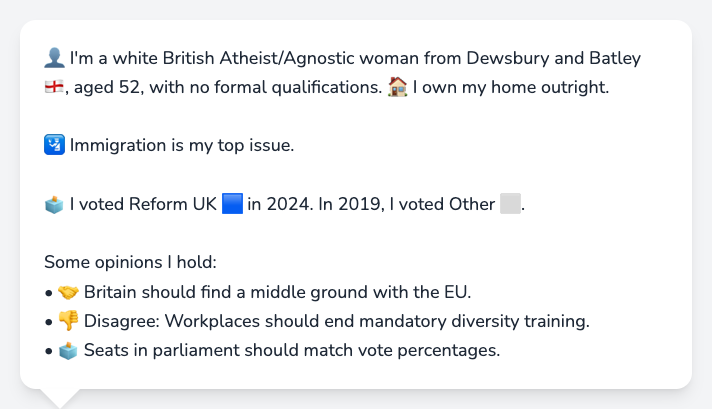 👤 I'm a white British Atheist/Agnostic woman from Dewsbury and Batley
🏴󠁧󠁢󠁥󠁮󠁧󠁿, aged 52, with no formal qualifications. 🏠 I own my home outright.
🛂 Immigration is my top issue.
🗳️ I voted Reform UK 🟦 in 2024. In 2019, I voted Other ⬜.
Some opinions I hold:
• 🤝 Britain should find a middle ground with the EU.
• 👎 Disagree: Workplaces should end mandatory diversity training.
• 🗳️ Seats in parliament should match vote percentages.